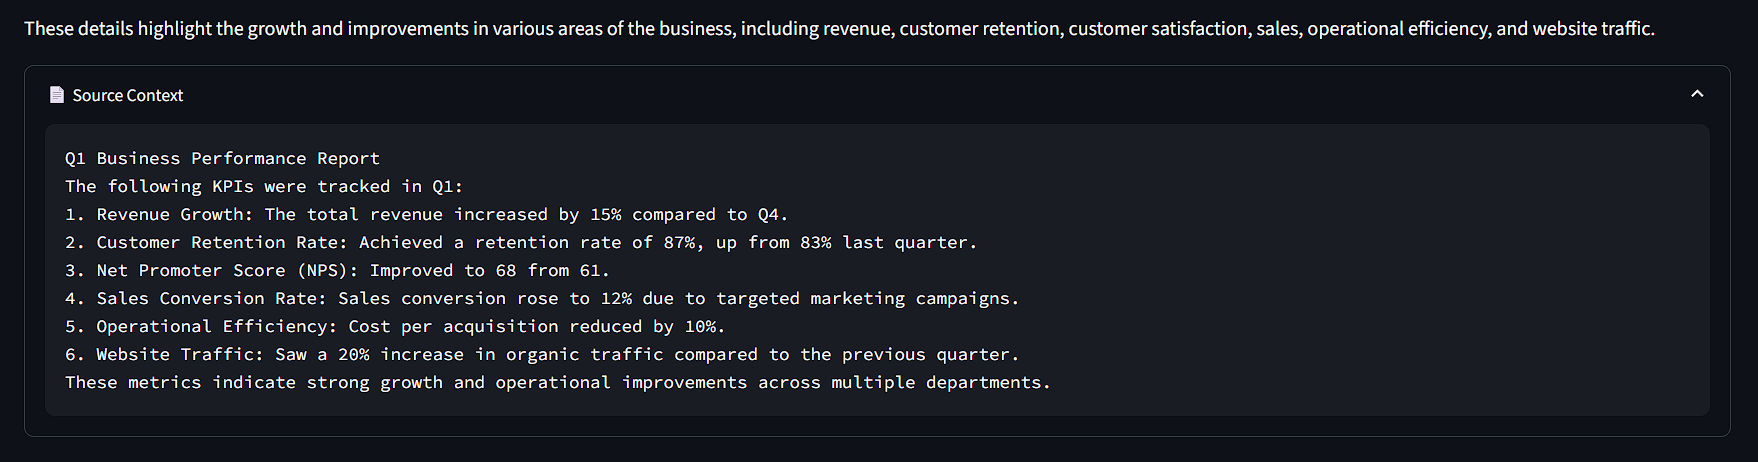 These details highlight the growth and improvements in various areas of the business, including revenue, customer retention, customer satisfaction, sales, operational efficiency, and website traffic.
Source Context
Q1 Business Performance Report
The following KPIs were tracked in Q1:
1. Revenue Growth: The total revenue increased by 15% compared to Q4.
2. Customer Retention Rate: Achieved a retention rate of 87%, up from 83% last quarter.
3. Net Promoter Score (NPS): Improved to 68 from 61.
4. Sales Conversion Rate: Sales conversion rose to 12% due to targeted marketing campaigns.
5. Operational Efficiency: Cost per acquisition reduced by 10%.
6. Website Traffic: Saw a 20% increase in organic traffic compared to the previous quarter.
These metrics indicate strong growth and operational improvements across multiple departments.